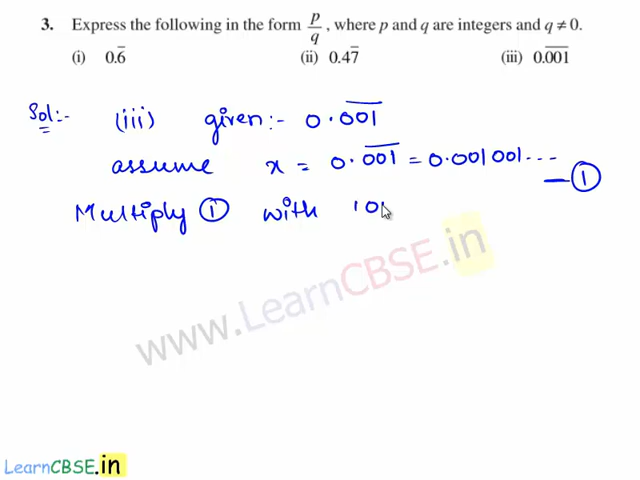 3. Express the following in the form p/q, where p and q are integers and q ≠ 0.
(i) 0.6̅ (ii) 0.47̅ (iii) 0.0̅0̅1̅
Sol:- (iii) given:- 0.0̅0̅1̅
assume x = 0.0̅0̅1̅ = 0.001001... — ①
Multiply ① with 10
www.LearnCBSE.in
LearnCBSE.in